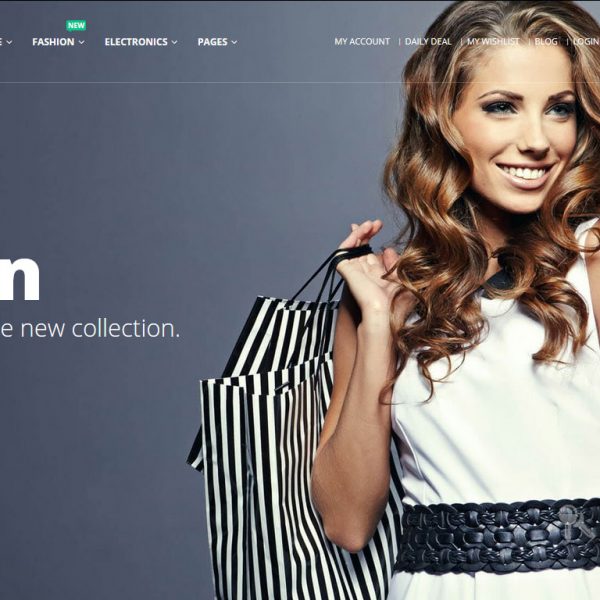 NEW
E FASHION ELECTRONICS PAGES MY ACCOUNT | DAILY DEAL | MY WISHLIST | BLOG | LOGIN
n
e new collection.